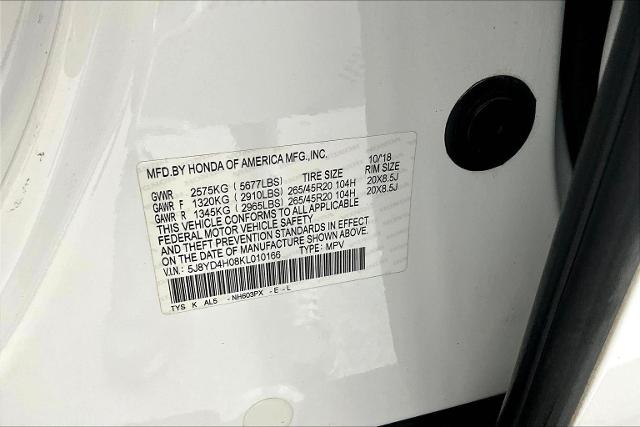 MFD.BY HONDA OF AMERICA MFG.,INC. 10/'18
TIRE SIZE RIM SIZE
GVWR 2575KG (5677LBS)
GAWR F 1320KG (2910LBS) 265/45R20 104H 20X8.5J
GAWR R 1345KG (2965LBS) 265/45R20 104H 20X8.5J
THIS VEHICLE CONFORMS TO ALL APPLICABLE
FEDERAL MOTOR VEHICLE SAFETY
AND THEFT PREVENTION STANDARDS IN EFFECT
ON THE DATE OF MANUFACTURE SHOWN ABOVE.
V.I.N.: 5J8YD4H08KL010166 TYPE: MPV
TYS K AL5 -NH603PX -E -L